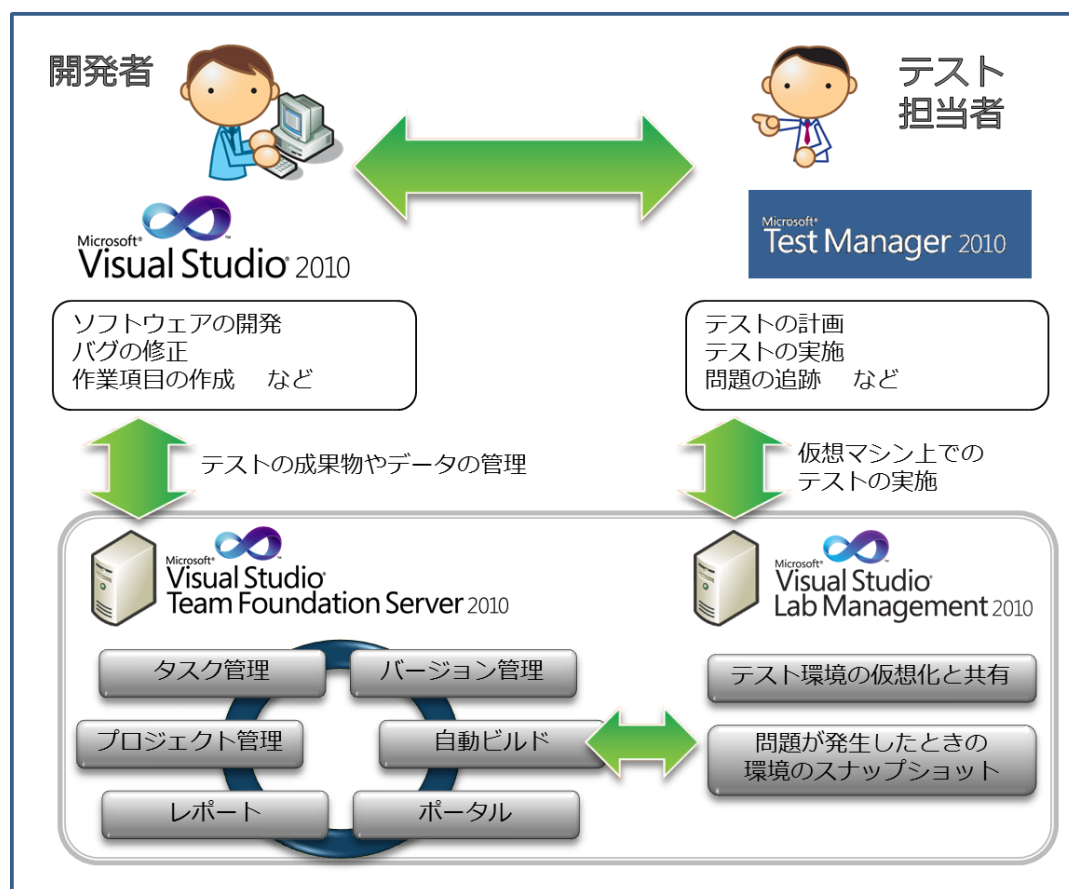 開発者
テスト
担当者
Microsoft®
Visual Studio® 2010
Microsoft®
Test Manager 2010
ソフトウェアの開発
バグの修正
作業項目の作成 など
テストの計画
テストの実施
問題の追跡 など
テストの成果物やデータの管理
仮想マシン上での
テストの実施
Microsoft®
Visual Studio®
Team Foundation Server 2010
Microsoft®
Visual Studio®
Lab Management 2010
タスク管理
バージョン管理
プロジェクト管理
自動ビルド
レポート
ポータル
テスト環境の仮想化と共有
問題が発生したときの
環境のスナップショット